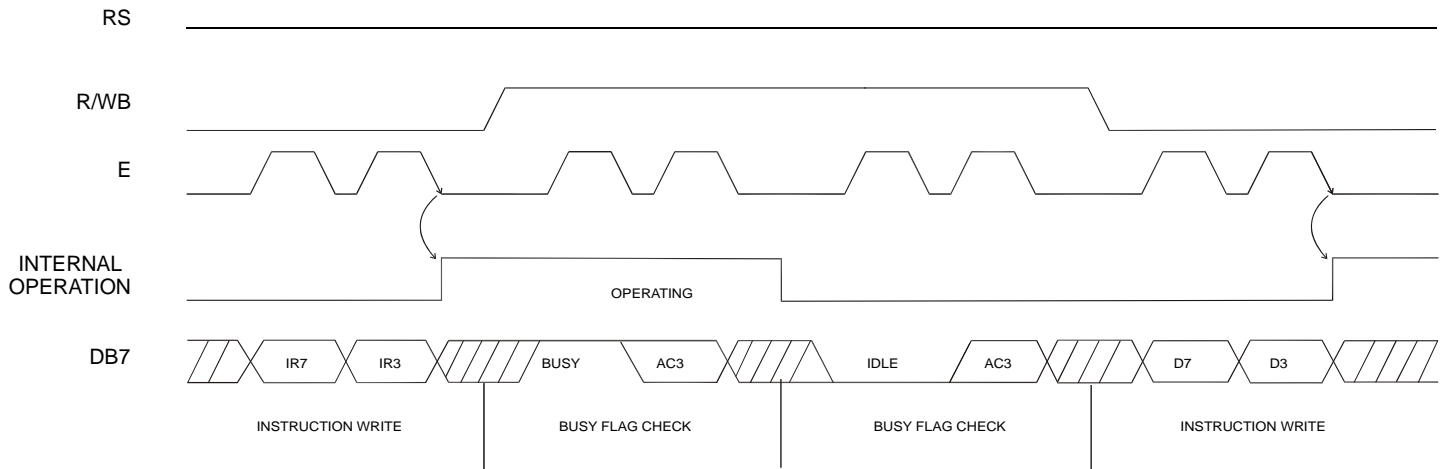 RS
R/WB
E
INTERNAL
OPERATION
OPERATING
DB7
IR7 IR3 BUSY AC3 IDLE AC3 D7 D3
INSTRUCTION WRITE BUSY FLAG CHECK BUSY FLAG CHECK INSTRUCTION WRITE